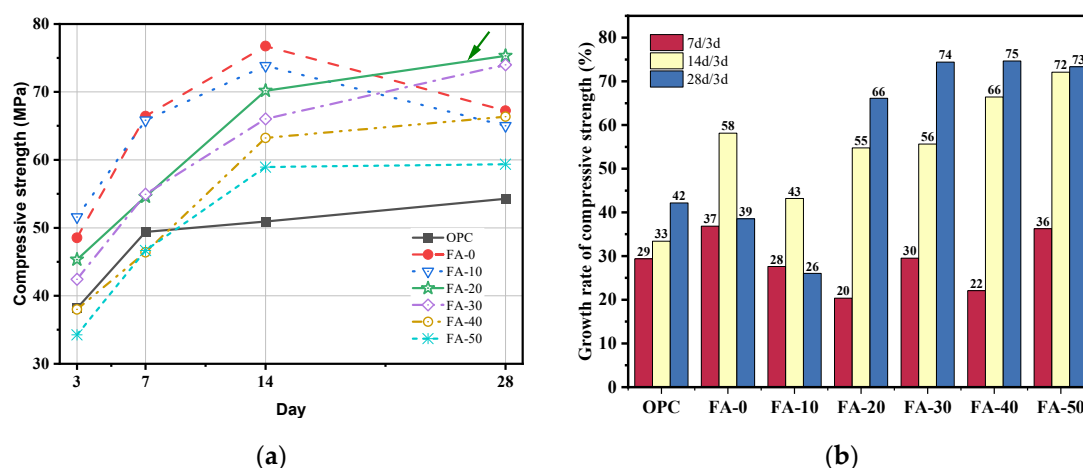 80
70
60
50
40
30
3
7
14
28
Compressive strength (MPa)
Day
OPC
FA-0
FA-10
FA-20
FA-30
FA-40
FA-50
(a)
80
70
60
50
40
30
20
10
0
Growth rate of compressive strength (%)
7d/3d
14d/3d
28d/3d
29
33
42
37
58
39
28
43
26
20
55
66
30
56
74
22
66
75
36
72
73
OPC
FA-0
FA-10
FA-20
FA-30
FA-40
FA-50
(b)